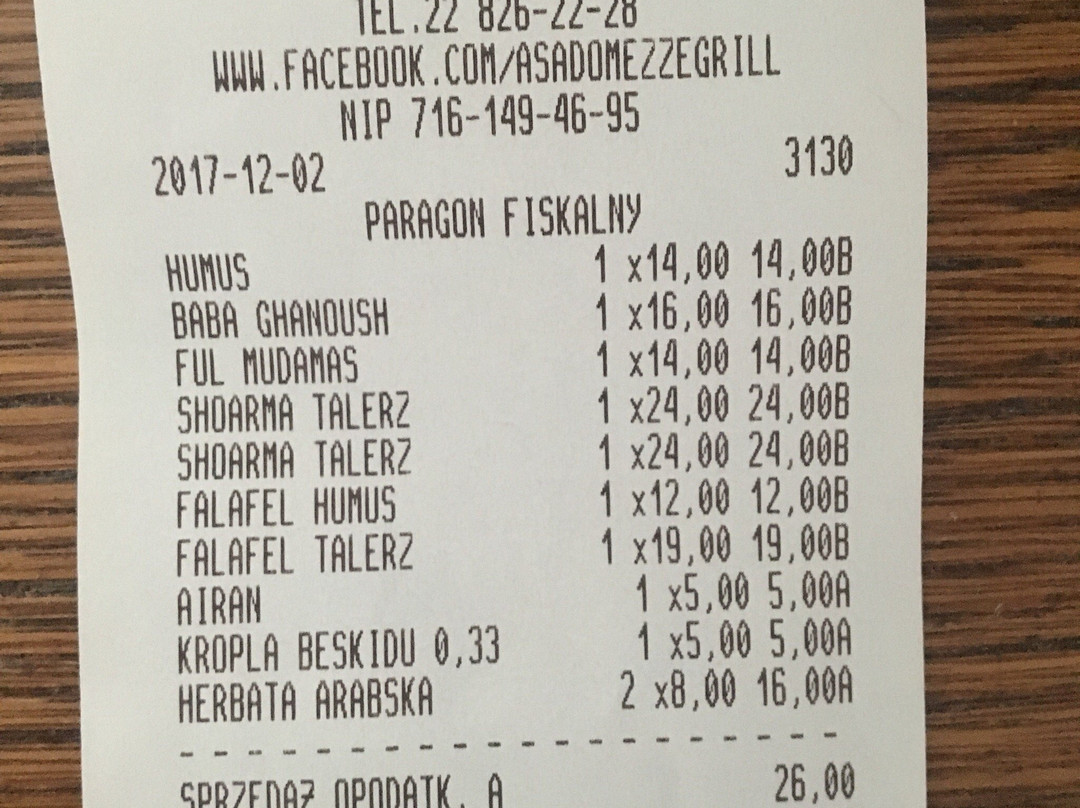 TEL.22 826-22-28
WWW.FACEBOOK.COM/ASADOMEZZEGRILL
NIP 716-149-46-95
2017-12-02 3130
PARAGON FISKALNY
HUMUS 1 x14,00 14,00B
BABA GHANOUSH 1 x16,00 16,00B
FUL MUDAMAS 1 x14,00 14,00B
SHOARMA TALERZ 1 x24,00 24,00B
SHOARMA TALERZ 1 x24,00 24,00B
FALAFEL HUMUS 1 x12,00 12,00B
FALAFEL TALERZ 1 x19,00 19,00B
AIRAN 1 x5,00 5,00A
KROPLA BESKIDU 0,33 1 x5,00 5,00A
HERBATA ARABSKA 2 x8,00 16,00A
- - - - - - - - - - - - - - - - - - - -
SPRZEDAŻ OPODATK. A 26,00